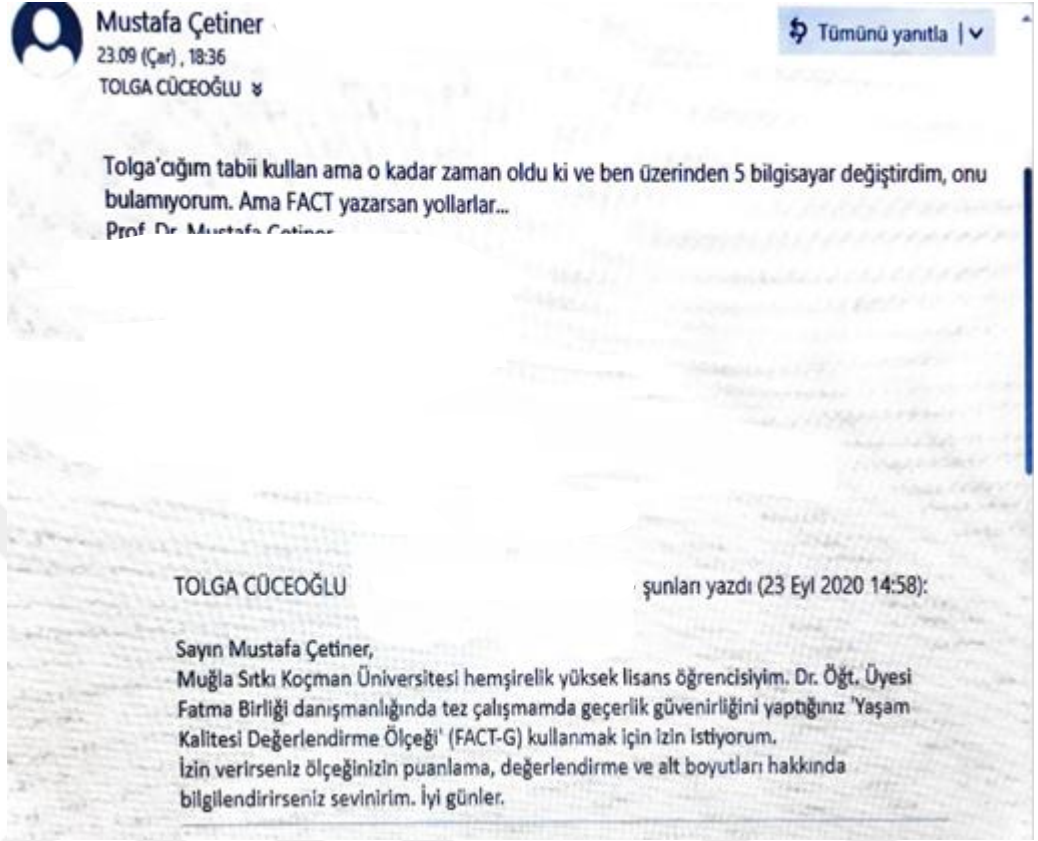 Mustafa Çetiner
Tümünü yanıtla
23.09 (Çar), 18:36
TOLGA CÜCEOĞLU
Tolga'cığım tabii kullan ama o kadar zaman oldu ki ve ben üzerinden 5 bilgisayar değiştirdim, onu
bulamıyorum. Ama FACT yazarsan yollarlar...
Prof. Dr. Mustafa Çetiner
TOLGA CÜCEOĞLU şunları yazdı (23 Eyl 2020 14:58):
Sayın Mustafa Çetiner,
Muğla Sıtkı Koçman Üniversitesi hemşirelik yüksek lisans öğrencisiyim. Dr. Öğt. Üyesi
Fatma Birliği danışmanlığında tez çalışmamda geçerlik güvenirliğini yaptığınız 'Yaşam
Kalitesi Değerlendirme Ölçeği' (FACT-G) kullanmak için izin istiyorum.
İzin verirseniz ölçeğinizin puanlama, değerlendirme ve alt boyutları hakkında
bilgilendirirseniz sevinirim. İyi günler.